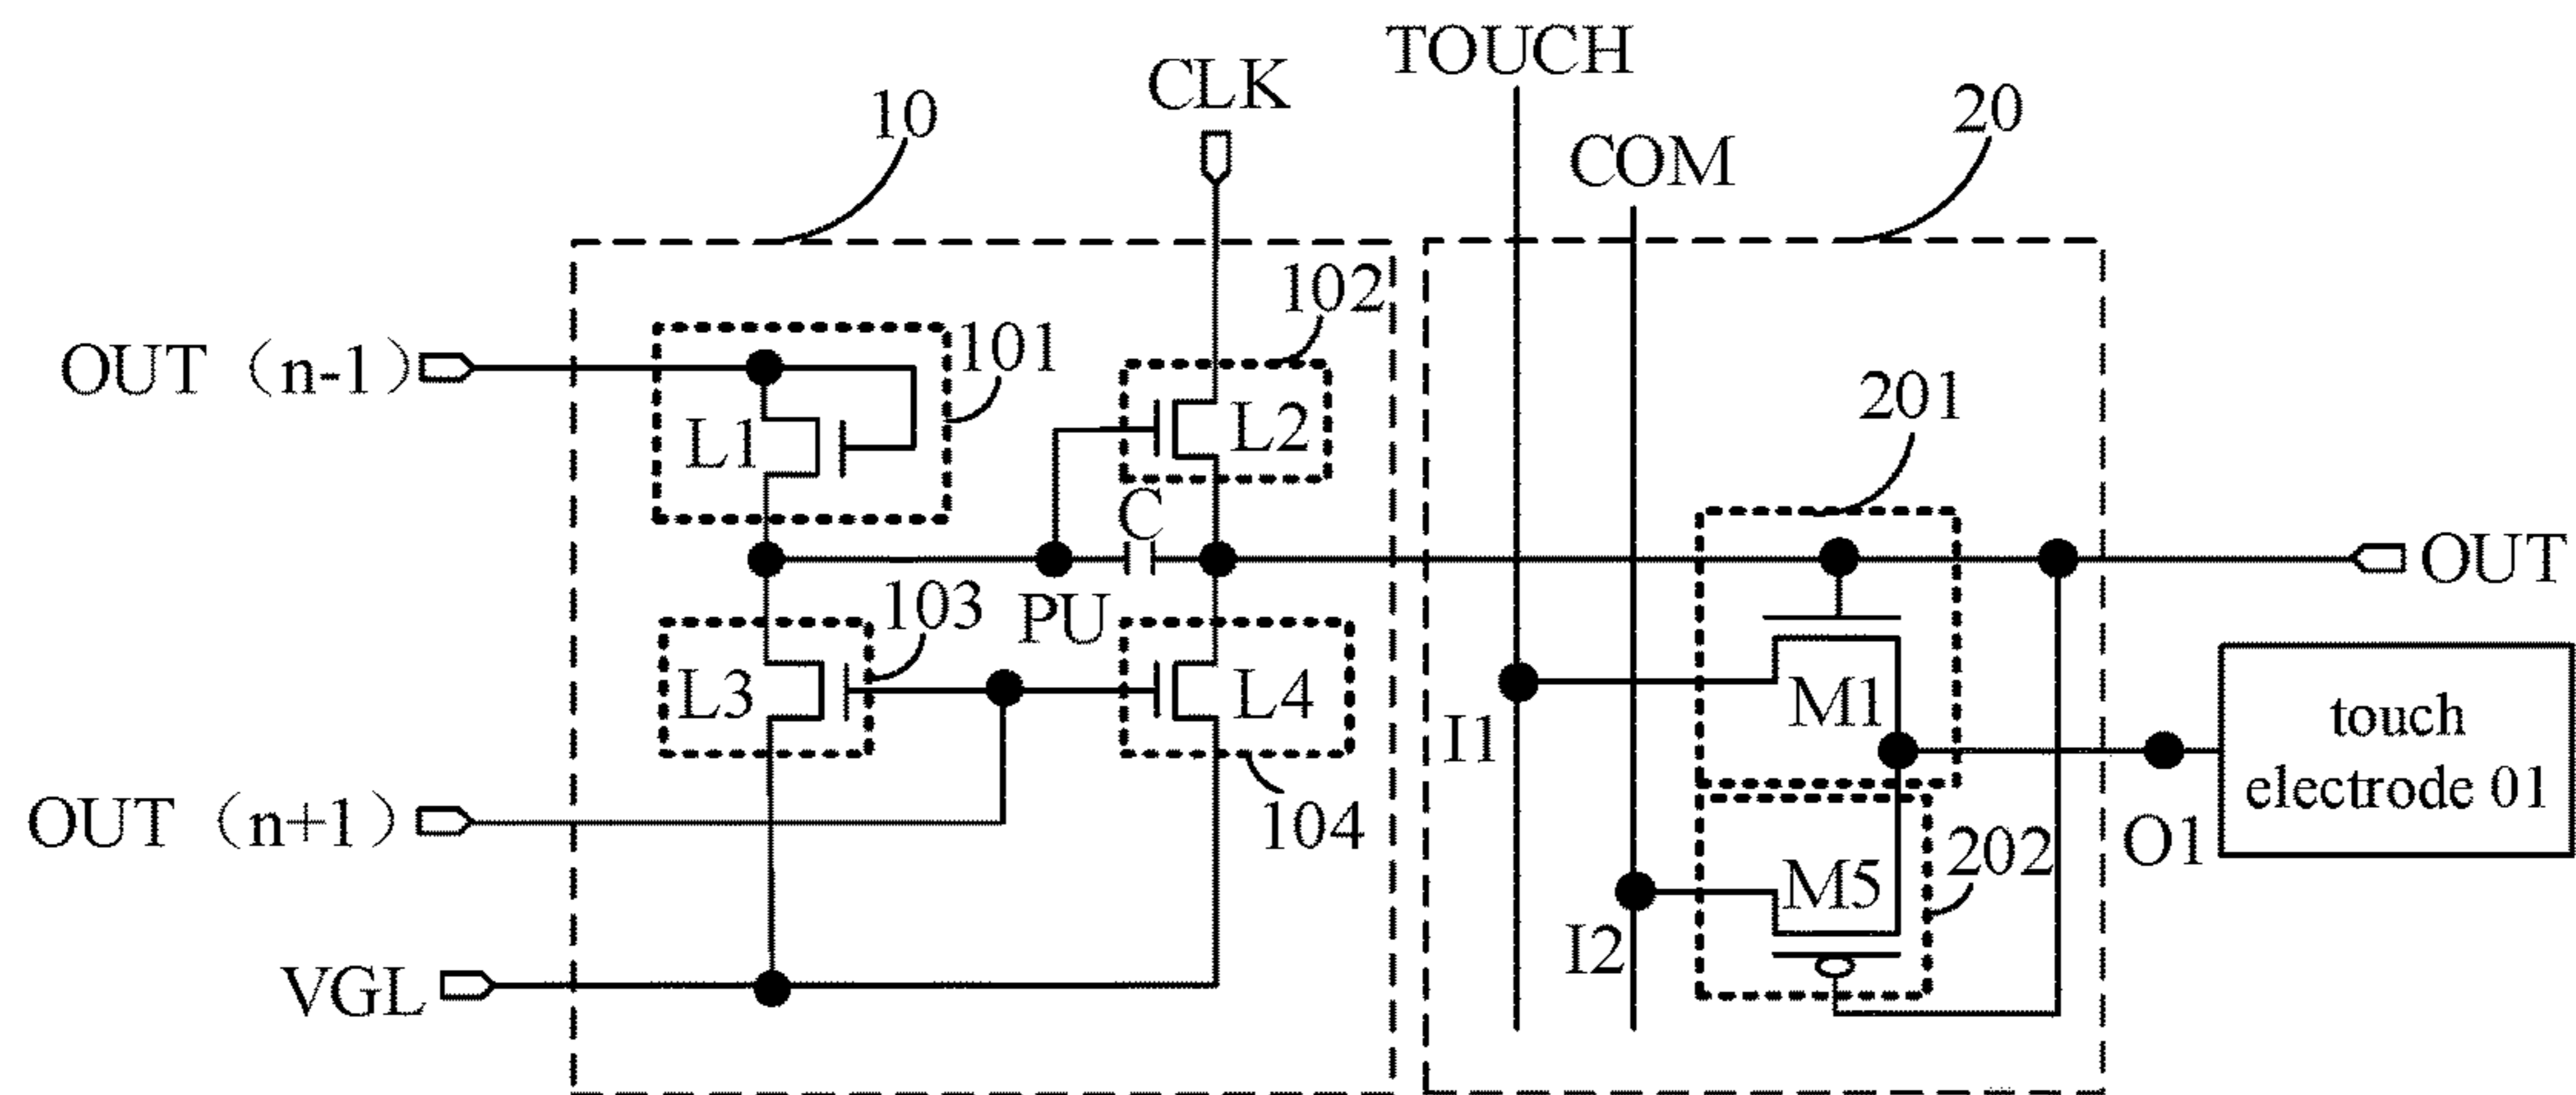 TOUCH
CLK
10
20
COM
102
OUT（n-1）
101
L1
L2
201
C
OUT
103
PU
L3
L4
M1
I1
touch
electrode 01
OUT（n+1）
104
O1
202
M5
I2
VGL